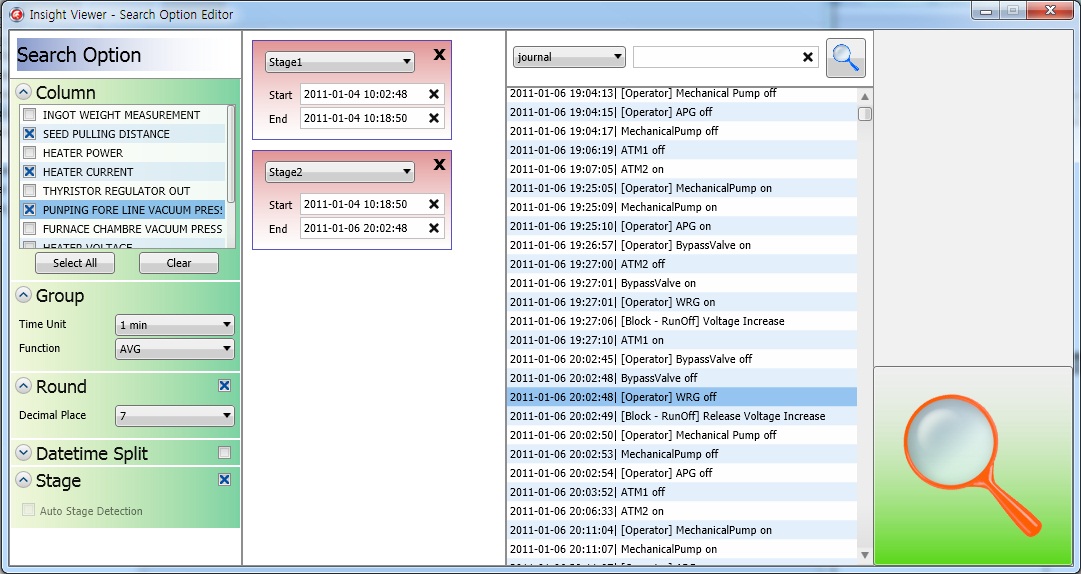 Insight Viewer - Search Option Editor
Search Option
Column
INGOT WEIGHT MEASUREMENT
SEED PULLING DISTANCE
HEATER POWER
HEATER CURRENT
THYRISTOR REGULATOR OUT
PUNPING FORE LINE VACUUM PRES
FURNACE CHAMBRE VACUUM PRESS
HEATER VOLTAGE
Select All
Clear
Group
Time Unit
1 min
Function
AVG
Round
Decimal Place
7
Datetime Split
Stage
Auto Stage Detection
Stage1
Start
2011-01-04 10:02:48
End
2011-01-04 10:18:50
Stage2
Start
2011-01-04 10:18:50
End
2011-01-06 20:02:48
journal
2011-01-06 19:04:13| [Operator] Mechanical Pump off
2011-01-06 19:04:15| [Operator] APG off
2011-01-06 19:04:17| MechanicalPump off
2011-01-06 19:06:19| ATM1 off
2011-01-06 19:07:05| ATM2 on
2011-01-06 19:25:05| [Operator] MechanicalPump on
2011-01-06 19:25:09| MechanicalPump on
2011-01-06 19:25:10| [Operator] APG on
2011-01-06 19:26:57| [Operator] BypassValve on
2011-01-06 19:27:00| ATM2 off
2011-01-06 19:27:01| BypassValve on
2011-01-06 19:27:01| [Operator] WRG on
2011-01-06 19:27:06| [Block - RunOff] Voltage Increase
2011-01-06 19:27:10| ATM1 on
2011-01-06 20:02:45| [Operator] BypassValve off
2011-01-06 20:02:48| BypassValve off
2011-01-06 20:02:48| [Operator] WRG off
2011-01-06 20:02:49| [Block - RunOff] Release Voltage Increase
2011-01-06 20:02:50| [Operator] Mechanical Pump off
2011-01-06 20:02:53| MechanicalPump off
2011-01-06 20:02:54| [Operator] APG off
2011-01-06 20:03:52| ATM1 off
2011-01-06 20:06:33| ATM2 on
2011-01-06 20:11:04| [Operator] MechanicalPump on
2011-01-06 20:11:07| MechanicalPump on